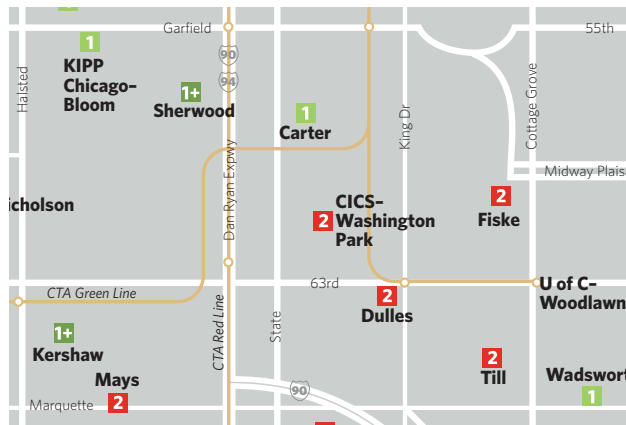 Garfield
55th
1
KIPP
Chicago–
Bloom
90
94
1+
Sherwood
1
Carter
Halsted
Dan Ryan Expwy
King Dr
Cottage Grove
Midway Plais
icholson
2
CICS–
Washington
Park
2
Fiske
CTA Green Line
63rd
U of C–
Woodlawn
2
Dulles
1+
Kershaw
CTA Red Line
State
Mays
2
2
Till
Wadswort
1
90
Marquette